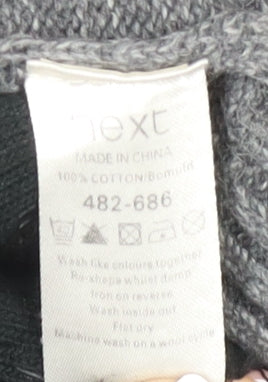 next
MADE IN CHINA
100% COTTON/Bomuld
482-686
Wash like colours together
Re-shape whilst damp
Iron on reverse
Wash inside out
Flat dry
Machine wash on a wool cycle